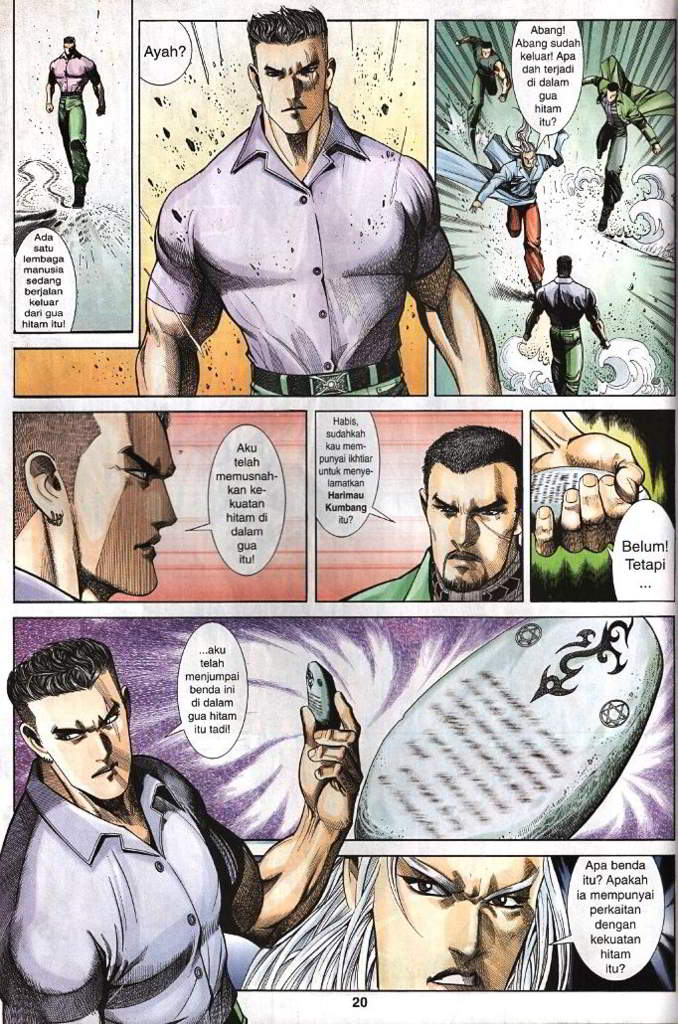 Ada
satu
lembaga
manusia
sedang
berjalan
keluar
dari gua
hitam itu!
Ayah?
Abang!
Abang sudah
keluar! Apa
dah terjadi
di dalam
gua
itu?
Aku
telah
memusnah-
kan ke-
kuatan
hitam di
dalam
gua
itu!
Habis,
sudahkah
kau mem-
punyai ikhtiar
untuk menye-
lamatkan
Harimau
Kumbang
itu?
Belum!
Tetapi
...
...aku
telah
menjumpai
benda ini
di dalam
gua hitam
itu tadi!
Apa benda
itu? Apakah
ia mempunyai
perkaitan
dengan
kekuatan
hitam
itu?
20